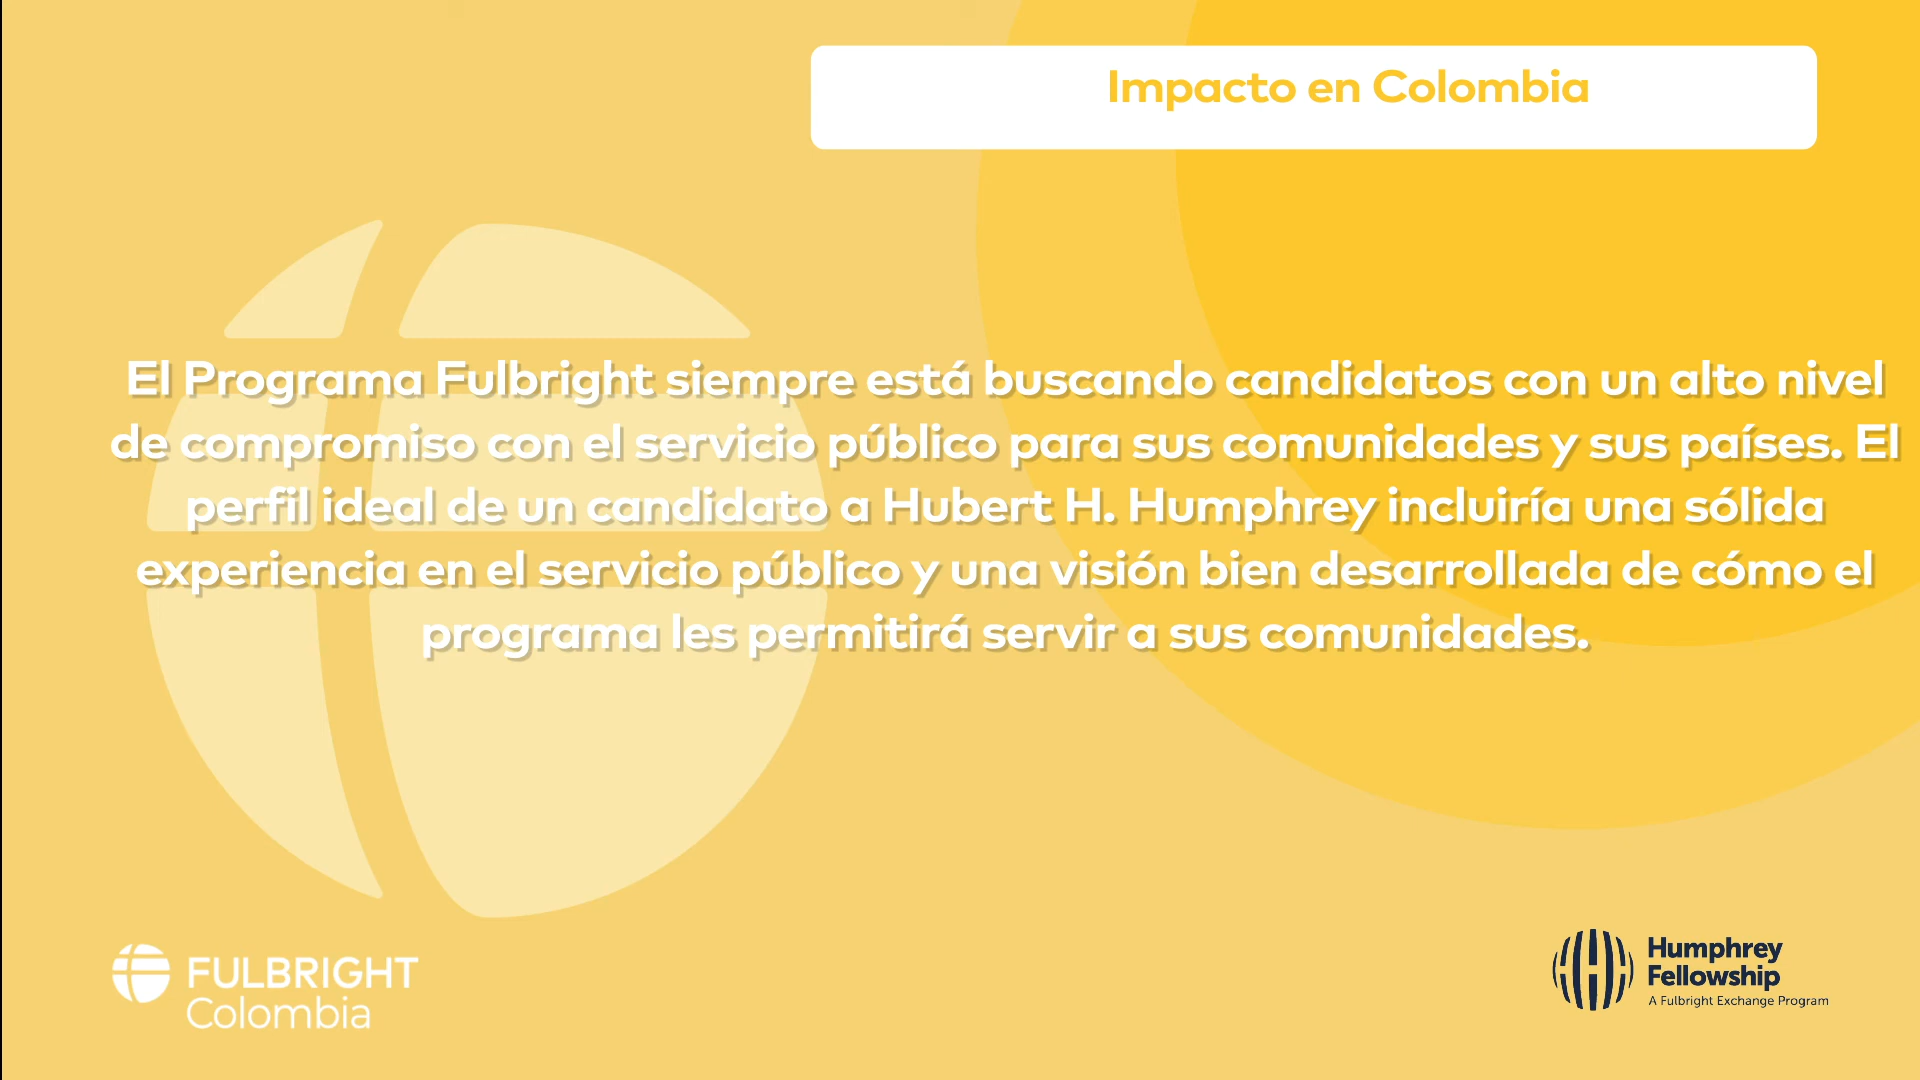 Impacto en Colombia
El Programa Fulbright siempre está buscando candidatos con un alto nivel
de compromiso con el servicio público para sus comunidades y sus países. El
perfil ideal de un candidato a Hubert H. Humphrey incluiría una sólida
experiencia en el servicio público y una visión bien desarrollada de cómo el
programa les permitirá servir a sus comunidades.
FULBRIGHT
Colombia
Humphrey
Fellowship
A Fulbright Exchange Program